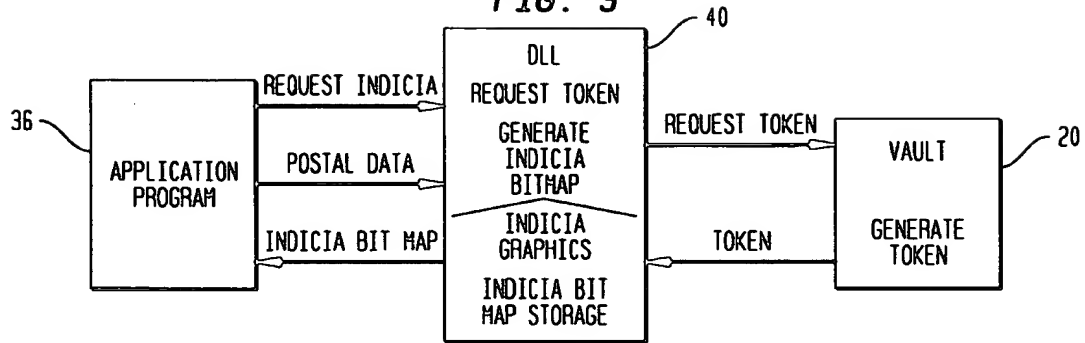 FIG. 3
40
DLL
REQUEST TOKEN
GENERATE
INDICIA
BITMAP
INDICIA
GRAPHICS
INDICIA BIT
MAP STORAGE
36
APPLICATION
PROGRAM
REQUEST INDICIA
POSTAL DATA
INDICIA BIT MAP
REQUEST TOKEN
TOKEN
20
VAULT
GENERATE
TOKEN